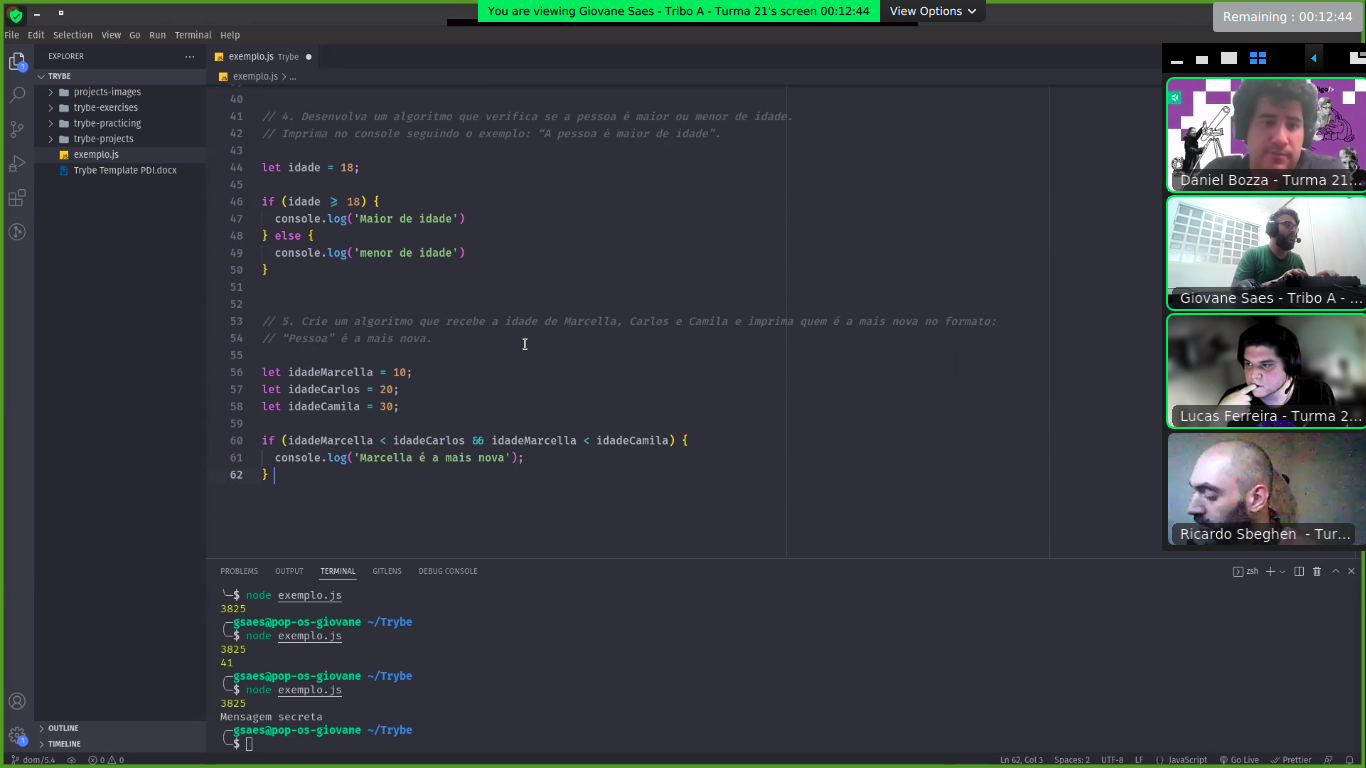 You are viewing Giovane Saes - Tribo A - Turma 21's screen 00:12:44
View Options
Remaining : 00:12:44
File Edit Selection View Go Run Terminal Help
EXPLORER
TRYBE
projects-images
trybe-exercises
trybe-practicing
trybe-projects
exemplo.js
Trybe Template PDI.docx
OUTLINE
TIMELINE
exemplo.js Trybe
exemplo.js > ...
40
41 // 4. Desenvolva um algoritmo que verifica se a pessoa é maior ou menor de idade.
42 // Imprima no console seguindo o exemplo: “A pessoa é maior de idade”.
43
44 let idade = 18;
45
46 if (idade ≥ 18) {
47 console.log('Maior de idade')
48 } else {
49 console.log('menor de idade')
50 }
51
52
53 // 5. Crie um algoritmo que recebe a idade de Marcella, Carlos e Camila e imprima quem é a mais nova no formato:
54 // “Pessoa” é a mais nova.
55
56 let idadeMarcella = 10;
57 let idadeCarlos = 20;
58 let idadeCamila = 30;
59
60 if (idadeMarcella < idadeCarlos && idadeMarcella < idadeCamila) {
61 console.log('Marcella é a mais nova');
62 }
PROBLEMS OUTPUT TERMINAL GITLENS DEBUG CONSOLE
zsh
$ node exemplo.js
3825
gsaes@pop-os-giovane ~/Trybe
$ node exemplo.js
3825
41
gsaes@pop-os-giovane ~/Trybe
$ node exemplo.js
3825
Mensagem secreta
gsaes@pop-os-giovane ~/Trybe
$
Daniel Bozza - Turma 21...
Giovane Saes - Tribo A - ...
Lucas Ferreira - Turma 2...
Ricardo Sbeghen - Tur...
dom/5.4 0 0 Ln 62, Col 3 Spaces: 2 UTF-8 LF {} JavaScript Go Live Prettier